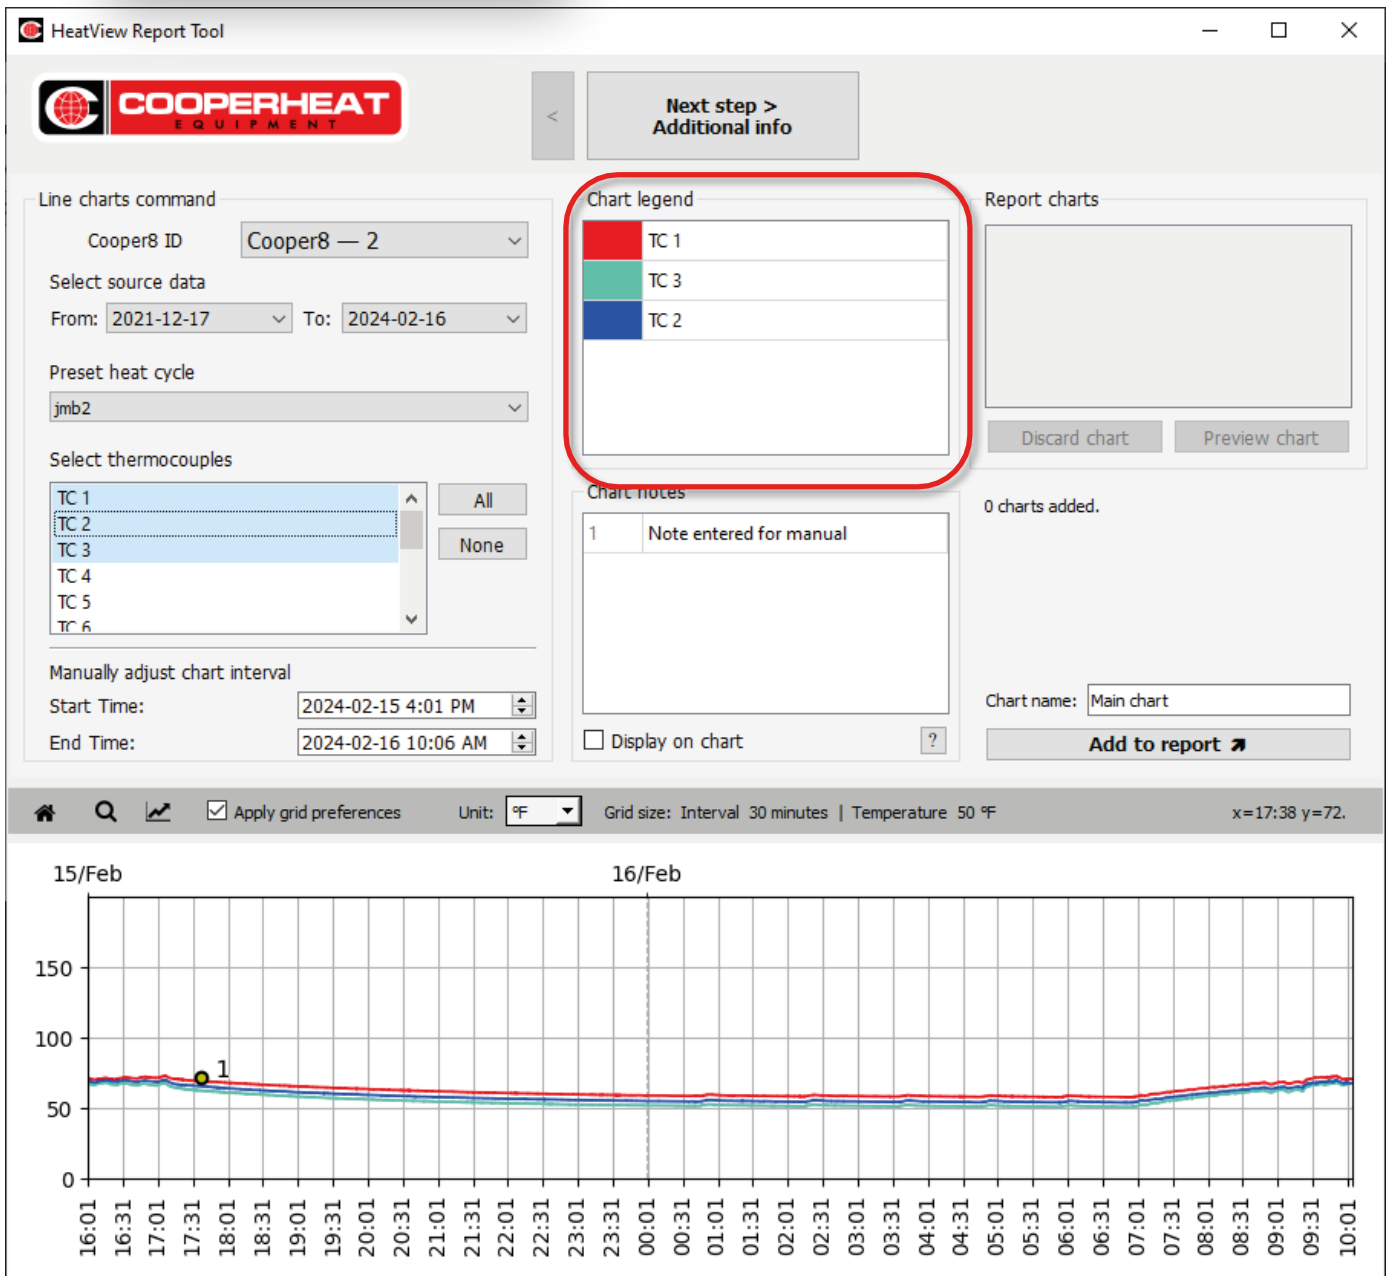 HeatView Report Tool
COOPERHEAT
EQUIPMENT
<
Next step >
Additional info
Line charts command
Cooper8 ID
Cooper8 — 2
Select source data
From:
2021-12-17
To:
2024-02-16
Preset heat cycle
jmb2
Select thermocouples
TC 1
TC 2
TC 3
TC 4
TC 5
TC 6
All
None
Manually adjust chart interval
Start Time:
2024-02-15 4:01 PM
End Time:
2024-02-16 10:06 AM
Chart legend
TC 1
TC 3
TC 2
Chart notes
1
Note entered for manual
Display on chart
?
Report charts
Discard chart
Preview chart
0 charts added.
Chart name:
Main chart
Add to report
Apply grid preferences
Unit:
°F
Grid size: Interval 30 minutes | Temperature 50 °F
x=17:38 y=72.
15/Feb
16/Feb
150
100
50
0
1
16:01
16:31
17:01
17:31
18:01
18:31
19:01
19:31
20:01
20:31
21:01
21:31
22:01
22:31
23:01
23:31
00:01
00:31
01:01
01:31
02:01
02:31
03:01
03:31
04:01
04:31
05:01
05:31
06:01
06:31
07:01
07:31
08:01
08:31
09:01
09:31
10:01